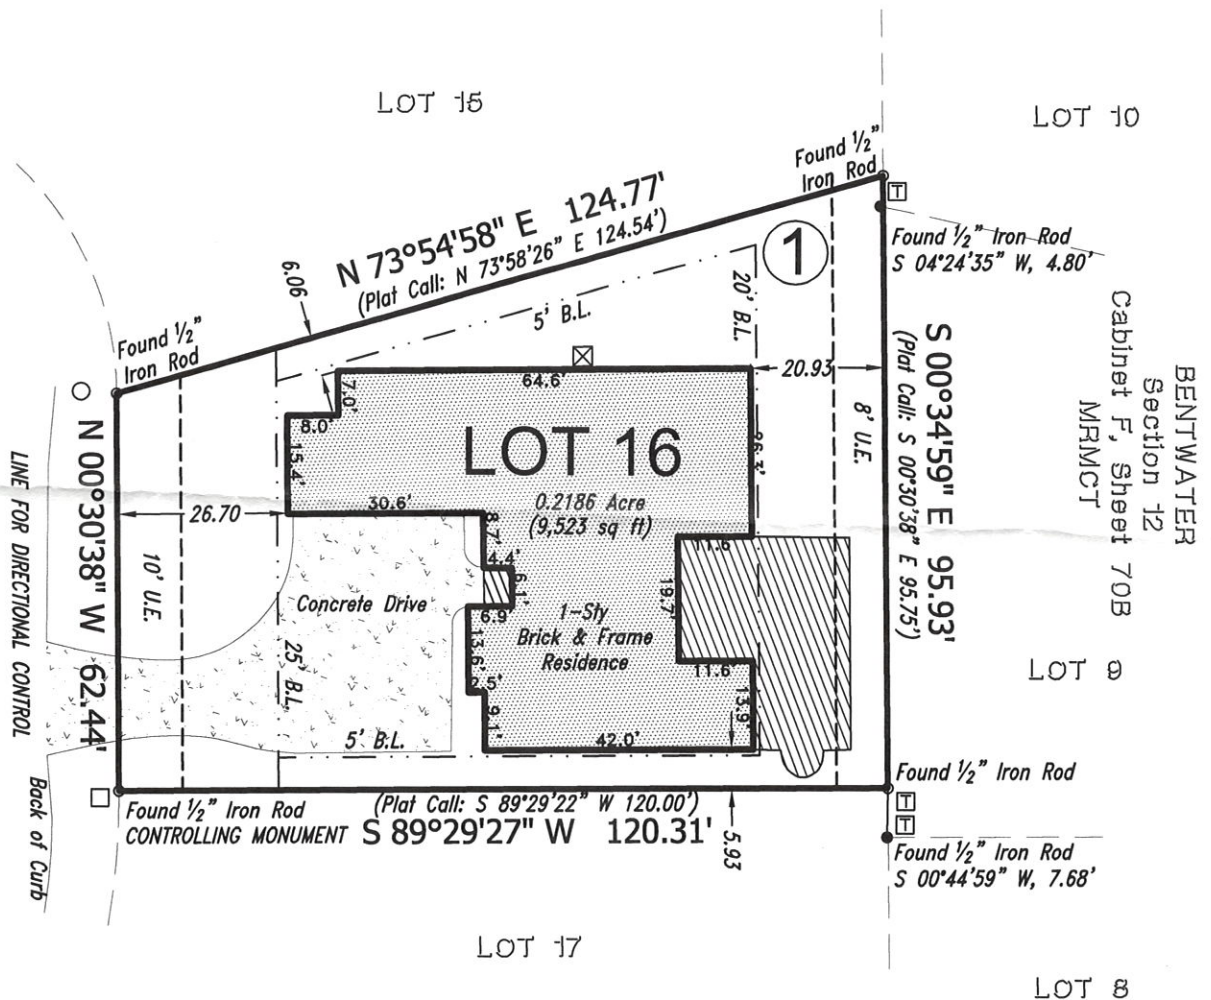 LOT 15
LOT 10
Found ½"
Iron Rod
N 73°54'58" E 124.77'
(Plat Call: N 73°58'26" E 124.54')
6.06
1
T
Found ½" Iron Rod
S 04°24'35" W, 4.80'
5' B.L.
20' B.L.
Found ½"
Iron Rod
64.6'
20.93
7.0'
8.0'
15.4'
30.6'
LOT 16
0.2186 Acre
(9,523 sq ft)
8' U.E.
S 00°34'59" E 95.93'
(Plat Call: S 00°30'38" E 95.75')
BENTWATER
Section 12
Cabinet F, Sheet 70B
MRMCT
26.70
N 00°30'38" W 62.44'
LINE FOR DIRECTIONAL CONTROL
10' U.E.
Concrete Drive
25' B.L.
8.7'
4.4'
6.1'
6.9'
13.6'
2.5'
9.1'
1-Sty
Brick & Frame
Residence
11.6'
19.7'
11.6'
13.9'
42.0'
5' B.L.
LOT 9
Back of Curb
Found ½" Iron Rod
CONTROLLING MONUMENT
(Plat Call: S 89°29'22" W 120.00')
S 89°29'27" W 120.31'
5.93
Found ½" Iron Rod
T
T
Found ½" Iron Rod
S 00°44'59" W, 7.68'
LOT 17
LOT 8